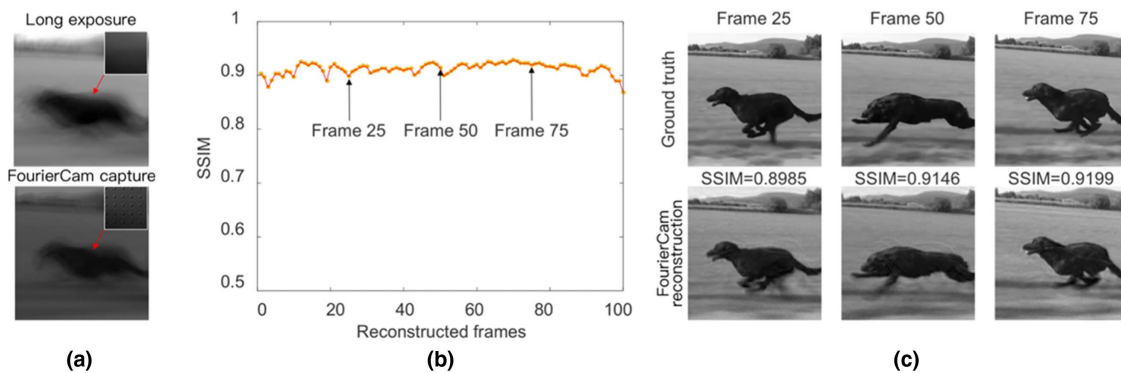 Long exposure
FourierCam capture
(a)
1
0.9
0.8
0.7
0.6
0.5
SSIM
Frame 25
Frame 50
Frame 75
0
20
40
60
80
100
Reconstructed frames
(b)
Frame 25
Frame 50
Frame 75
Ground truth
SSIM=0.8985
SSIM=0.9146
SSIM=0.9199
FourierCam
reconstruction
(c)